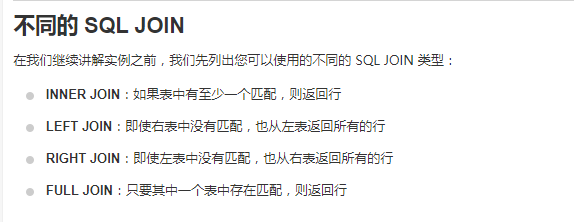 不同的 SQL JOIN
在我们继续讲解实例之前，我们先列出您可以使用的不同的 SQL JOIN 类型：
INNER JOIN：如果表中有至少一个匹配，则返回行
LEFT JOIN：即使右表中没有匹配，也从左表返回所有的行
RIGHT JOIN：即使左表中没有匹配，也从右表返回所有的行
FULL JOIN：只要其中一个表中存在匹配，则返回行